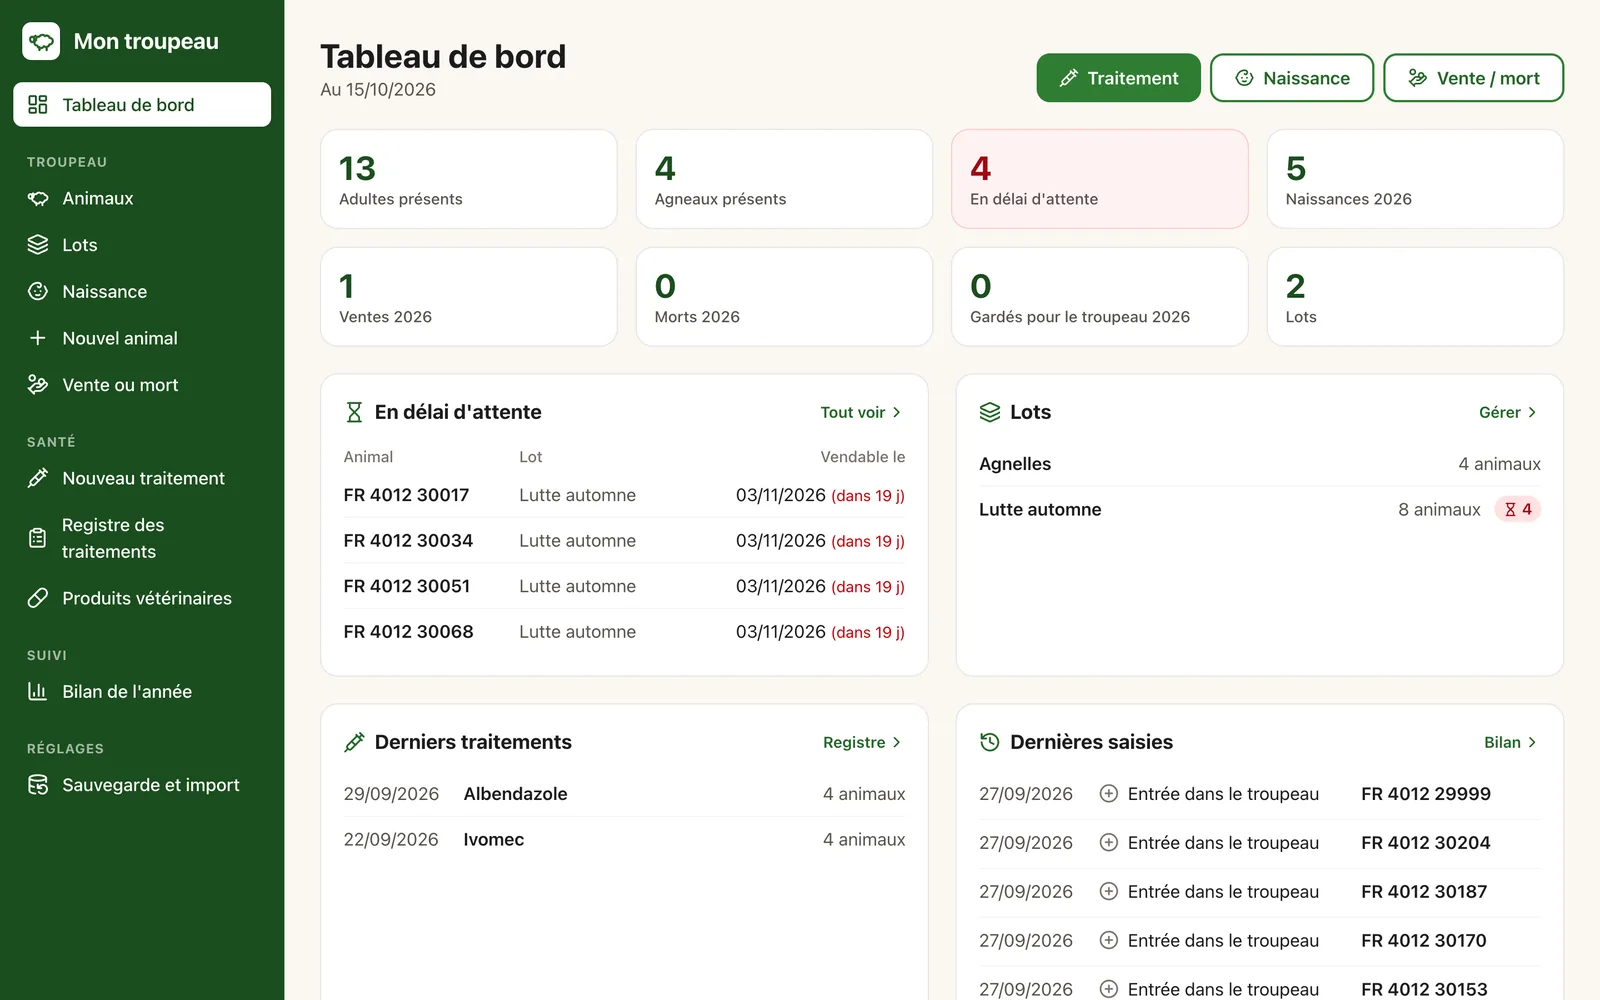 Mon troupeau
Tableau de bord
TROUPEAU
Animaux
Lots
Naissance
Nouvel animal
Vente ou mort
SANTÉ
Nouveau traitement
Registre des
traitements
Produits vétérinaires
SUIVI
Bilan de l'année
RÉGLAGES
Sauvegarde et import
Tableau de bord
Au 15/10/2026
Traitement
Naissance
Vente / mort
13
Adultes présents
4
Agneaux présents
4
En délai d'attente
5
Naissances 2026
1
Ventes 2026
0
Morts 2026
0
Gardés pour le troupeau 2026
2
Lots
En délai d'attente
Tout voir
Animal Lot Vendable le
FR 4012 30017 Lutte automne 03/11/2026 (dans 19 j)
FR 4012 30034 Lutte automne 03/11/2026 (dans 19 j)
FR 4012 30051 Lutte automne 03/11/2026 (dans 19 j)
FR 4012 30068 Lutte automne 03/11/2026 (dans 19 j)
Lots
Gérer
Agnelles 4 animaux
Lutte automne 8 animaux 4
Derniers traitements
Registre
29/09/2026 Albendazole 4 animaux
22/09/2026 Ivomec 4 animaux
Dernières saisies
Bilan
27/09/2026 Entrée dans le troupeau FR 4012 29999
27/09/2026 Entrée dans le troupeau FR 4012 30204
27/09/2026 Entrée dans le troupeau FR 4012 30187
27/09/2026 Entrée dans le troupeau FR 4012 30170
27/09/2026 Entrée dans le troupeau FR 4012 30153